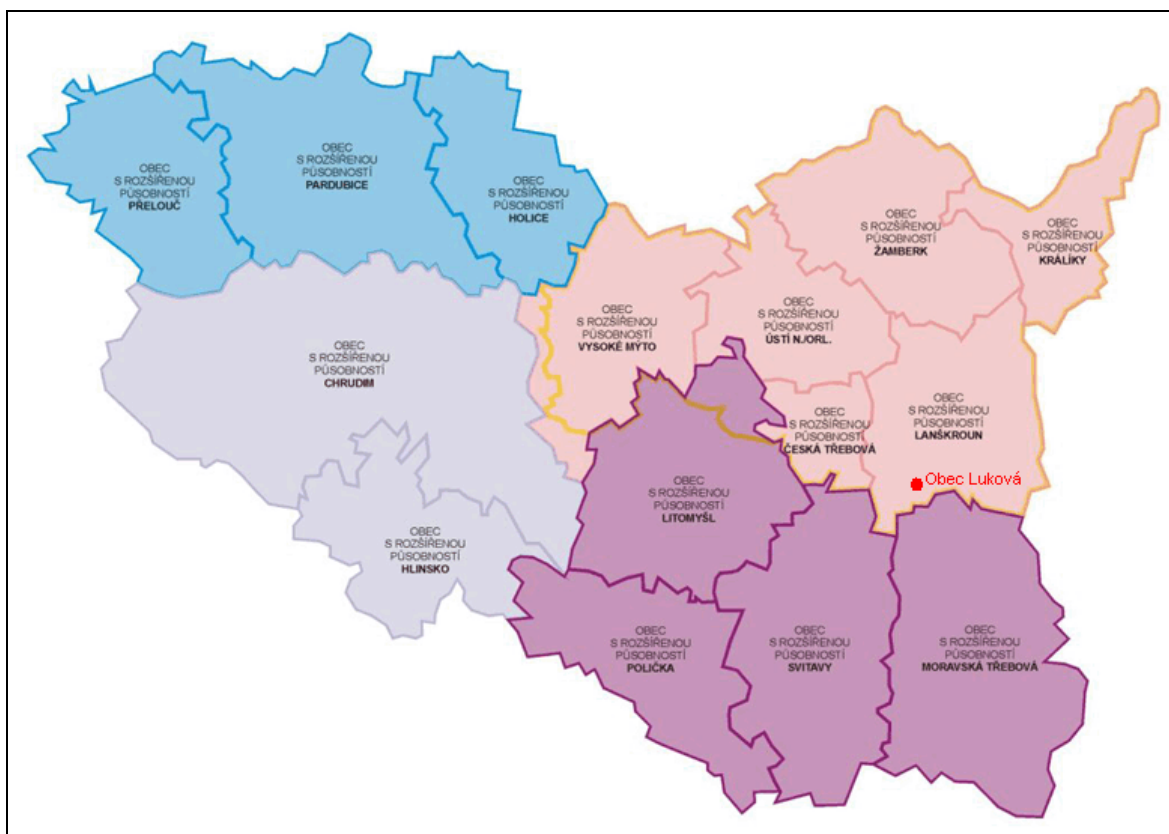 OBEC
S ROZŠÍŘENOU
PŮSOBNOSTÍ
PŘELOUČ
OBEC
S ROZŠÍŘENOU
PŮSOBNOSTÍ
PARDUBICE
OBEC
S ROZŠÍŘENOU
PŮSOBNOSTÍ
HOLICE
OBEC
S ROZŠÍŘENOU
PŮSOBNOSTÍ
ŽAMBERK
OBEC
S ROZŠÍŘENOU
PŮSOBNOSTÍ
KRÁLÍKY
OBEC
S ROZŠÍŘENOU
PŮSOBNOSTÍ
CHRUDIM
OBEC
S ROZŠÍŘENOU
PŮSOBNOSTÍ
VYSOKÉ MÝTO
OBEC
S ROZŠÍŘENOU
PŮSOBNOSTÍ
ÚSTÍ N./ORL.
OBEC
S ROZŠÍŘENOU
PŮSOBNOSTÍ
ČESKÁ TŘEBOVÁ
OBEC
S ROZŠÍŘENOU
PŮSOBNOSTÍ
LANŠKROUN
Obec Luková
OBEC
S ROZŠÍŘENOU
PŮSOBNOSTÍ
LITOMYŠL
OBEC
S ROZŠÍŘENOU
PŮSOBNOSTÍ
HLINSKO
OBEC
S ROZŠÍŘENOU
PŮSOBNOSTÍ
POLIČKA
OBEC
S ROZŠÍŘENOU
PŮSOBNOSTÍ
SVITAVY
OBEC
S ROZŠÍŘENOU
PŮSOBNOSTÍ
MORAVSKÁ TŘEBOVÁ